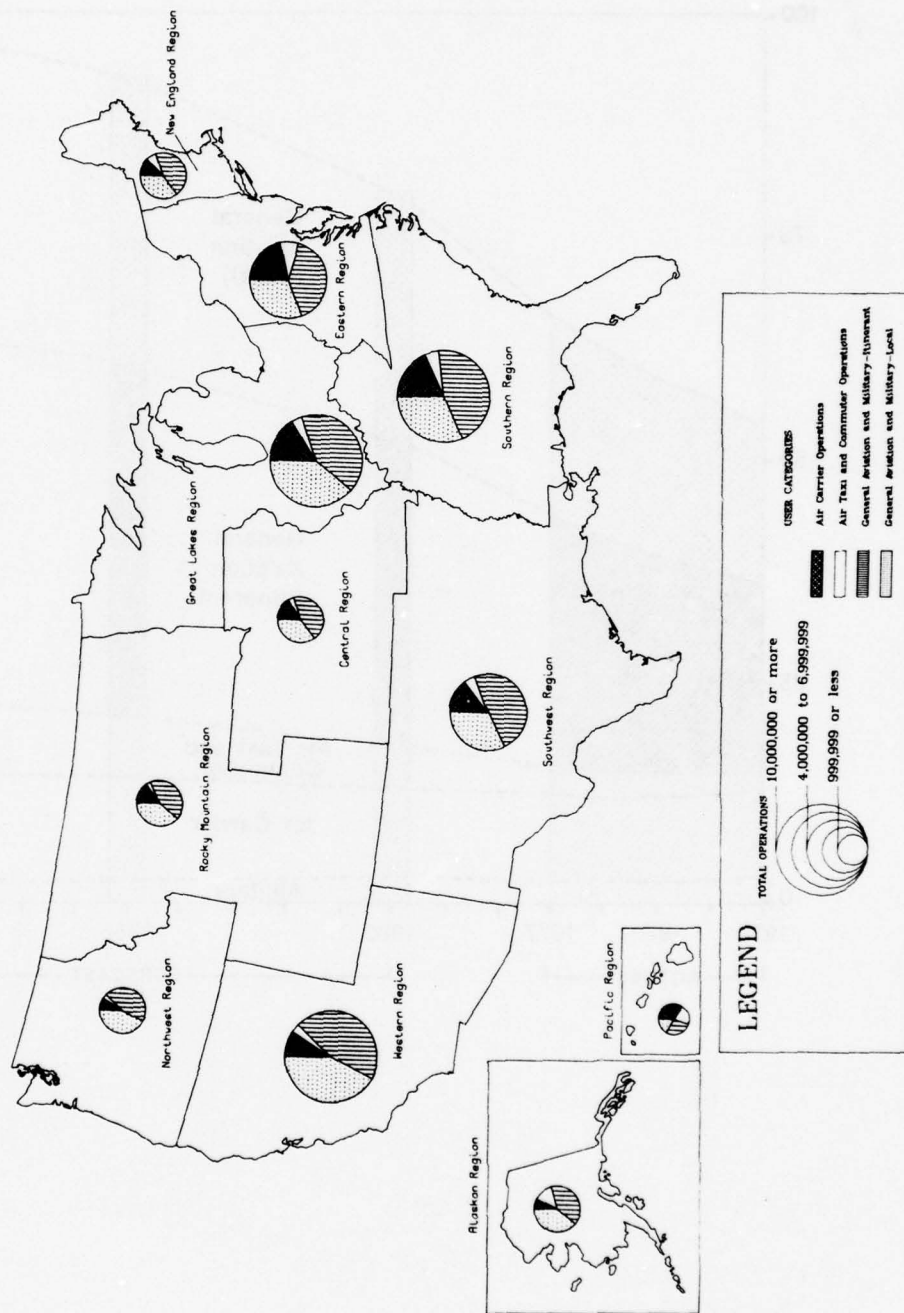 New England Region
Eastern Region
Southern Region
Great Lakes Region
Central Region
Southwest Region
Rocky Mountain Region
Northwest Region
Western Region
Pacific Region
Alaskan Region
LEGEND
TOTAL OPERATIONS
10,000,000 or more
4,000,000 to 6,999,999
999,999 or less
USER CATEGORIES
Air Carrier Operations
Air Taxi and Commuter Operations
General Aviation and Military-Itinerant
General Aviation and Military-Local